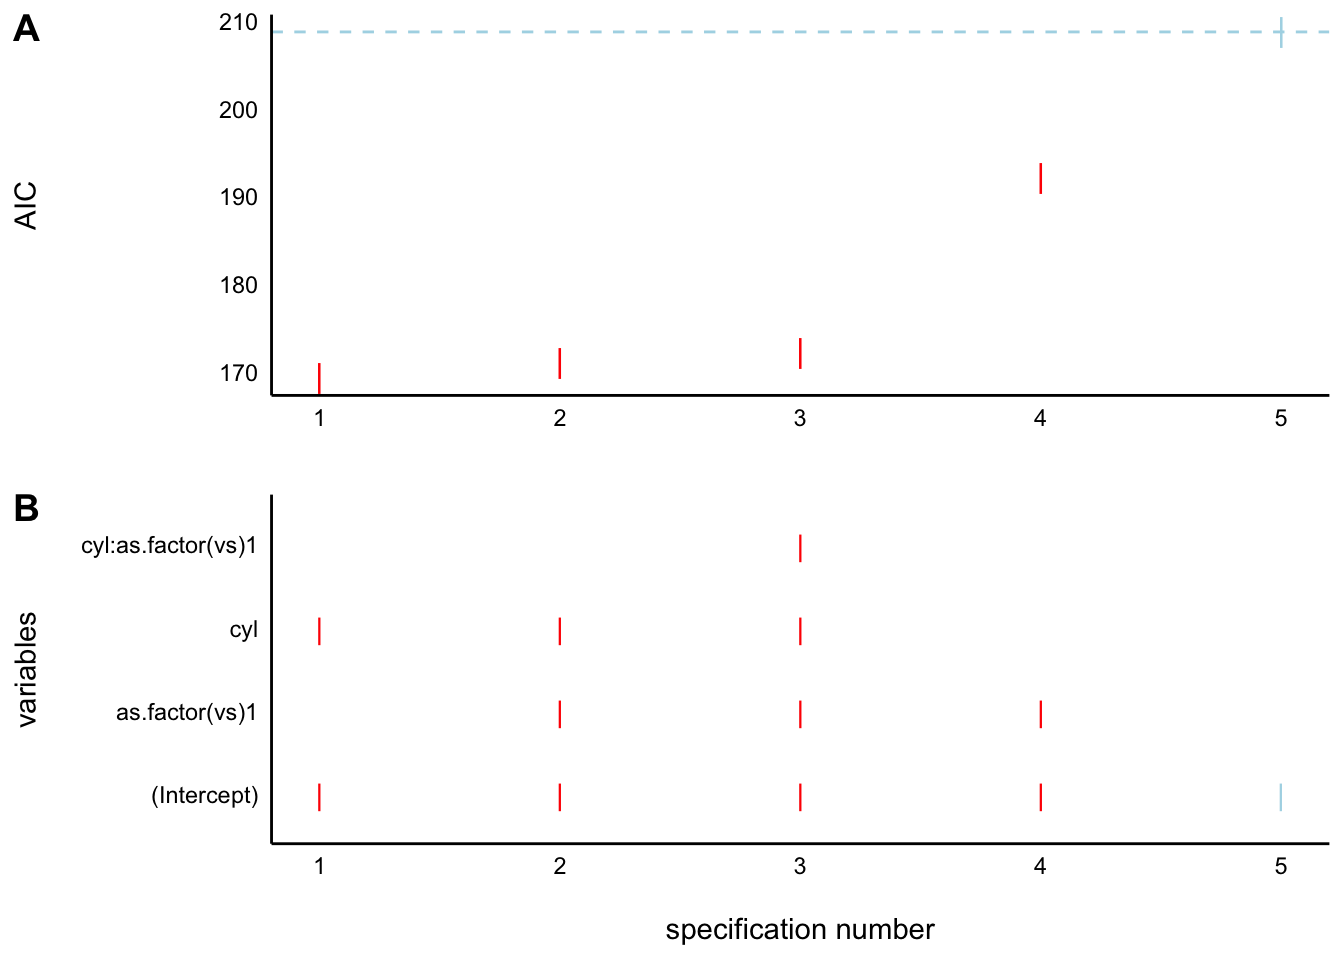 A
210
200
190
180
170
AIC
1 2 3 4 5
B
cyl:as.factor(vs)1
cyl
as.factor(vs)1
(Intercept)
variables
1 2 3 4 5
specification number